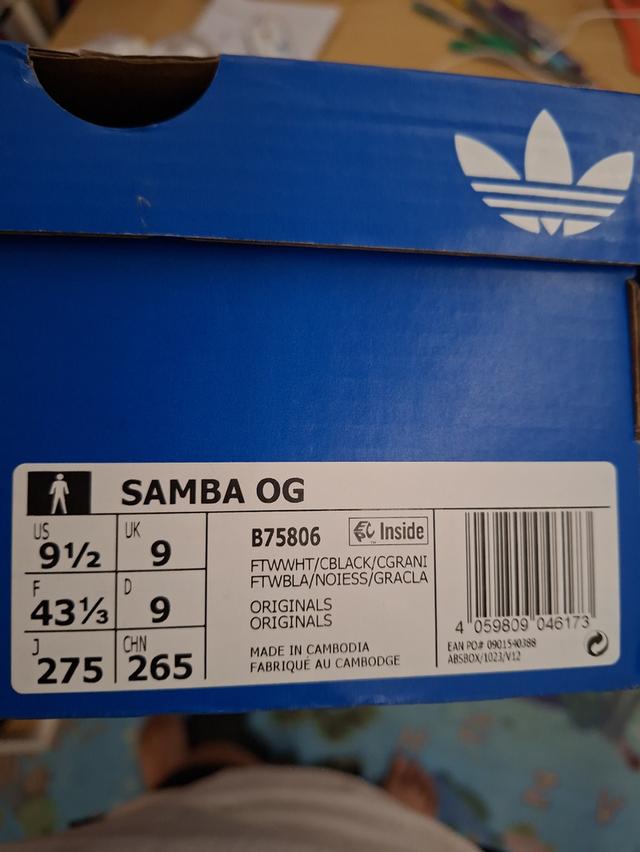 SAMBA OG
US UK
9½ 9
F D
43⅓ 9
J CHN
275 265
B75806 Inside
FTWWHT/CBLACK/CGRANI
FTWBLA/NOIESS/GRACLA
ORIGINALS
ORIGINALS
MADE IN CAMBODIA
FABRIQUÉ AU CAMBODGE
4 059809 046173
EAN PO# 0901540388
ABSBOX/1023/V12